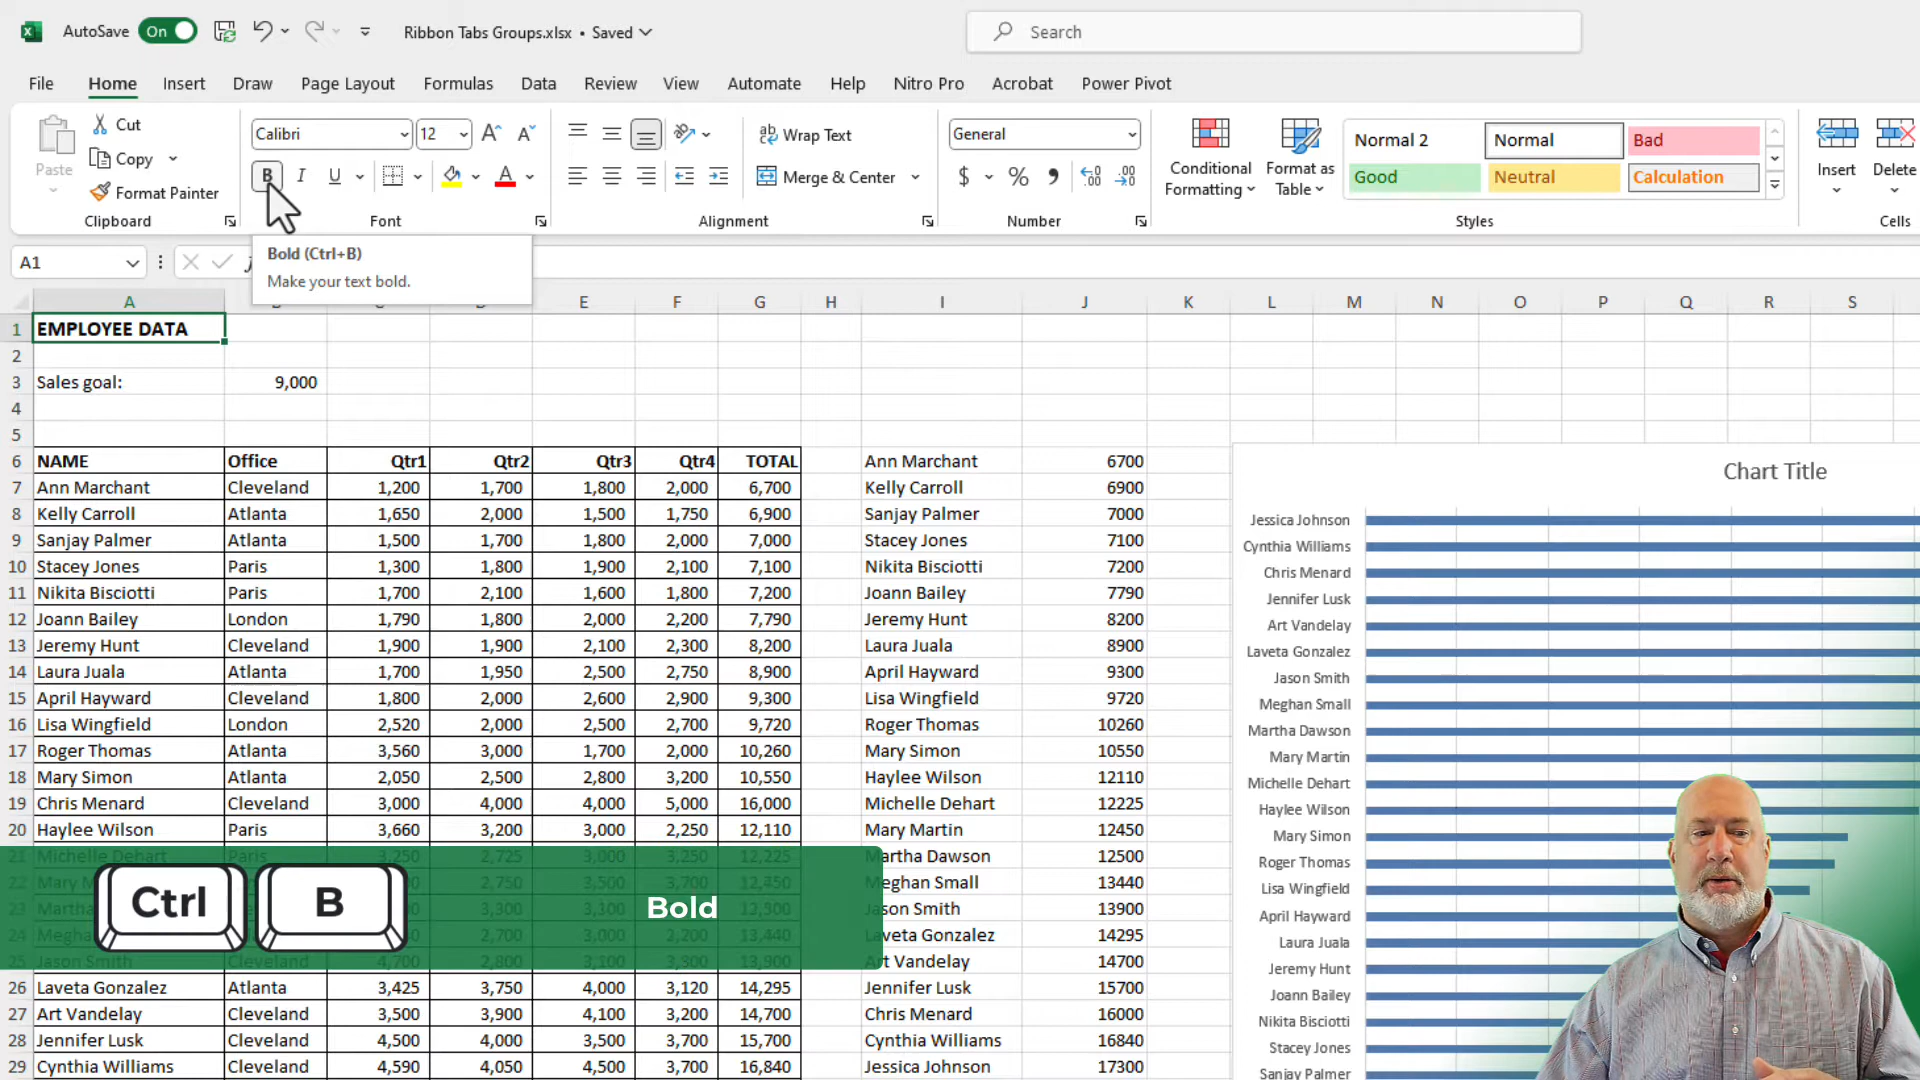 AutoSave On Ribbon Tabs Groups.xlsx • Saved Search
File Home Insert Draw Page Layout Formulas Data Review View Automate Help Nitro Pro Acrobat Power Pivot
Paste Cut Copy Format Painter
Clipboard
Calibri 12
B I U A
Font
Wrap Text
Merge & Center
Alignment
General
$ %
Number
Conditional Formatting
Format as Table
Normal 2 Normal Bad
Good Neutral Calculation
Styles
Insert Delete
Cells
A1
Bold (Ctrl+B)
Make your text bold.
A E F G H I J K L M N O P Q R S
1 EMPLOYEE DATA
2
3 Sales goal: 9,000
4
5
6 NAME Office Qtr1 Qtr2 Qtr3 Qtr4 TOTAL Ann Marchant 6700
7 Ann Marchant Cleveland 1,200 1,700 1,800 2,000 6,700 Kelly Carroll 6900
8 Kelly Carroll Atlanta 1,650 2,000 1,500 1,750 6,900 Sanjay Palmer 7000
9 Sanjay Palmer Atlanta 1,500 1,700 1,800 2,000 7,000 Stacey Jones 7100
10 Stacey Jones Paris 1,300 1,800 1,900 2,100 7,100 Nikita Bisciotti 7200
11 Nikita Bisciotti Paris 1,700 2,100 1,600 1,800 7,200 Joann Bailey 7790
12 Joann Bailey London 1,790 1,800 2,000 2,200 7,790 Jeremy Hunt 8200
13 Jeremy Hunt Cleveland 1,900 1,900 2,100 2,300 8,200 Laura Juala 8900
14 Laura Juala Atlanta 1,700 1,950 2,500 2,750 8,900 April Hayward 9300
15 April Hayward Cleveland 1,800 2,000 2,600 2,900 9,300 Lisa Wingfield 9720
16 Lisa Wingfield London 2,520 2,000 2,500 2,700 9,720 Roger Thomas 10260
17 Roger Thomas Atlanta 3,560 3,000 1,700 2,000 10,260 Mary Simon 10550
18 Mary Simon Atlanta 2,050 2,500 2,800 3,200 10,550 Haylee Wilson 12110
19 Chris Menard Cleveland 3,000 4,000 4,000 5,000 16,000 Michelle Dehart 12225
20 Haylee Wilson Paris 3,660 3,200 3,000 2,250 12,110 Mary Martin 12450
21 Michelle Dehart Paris 3,250 2,725 3,000 3,250 12,225 Martha Dawson 12500
2,750 3,500 3,700 12,450 Meghan Small 13440
3,300 3,300 Jason Smith 13900
2,700 3,000 2,200 13,440 Laveta Gonzalez 14295
25 Jason Smith Cleveland 4,700 2,800 3,100 3,300 13,900 Art Vandelay 14700
26 Laveta Gonzalez Atlanta 3,425 3,750 4,000 3,120 14,295 Jennifer Lusk 15700
27 Art Vandelay Cleveland 3,500 3,900 4,100 3,200 14,700 Chris Menard 16000
28 Jennifer Lusk Cleveland 4,500 4,000 3,500 3,700 15,700 Cynthia Williams 16840
29 Cynthia Williams Cleveland 4,590 4,050 4,500 3,700 16,840 Jessica Johnson 17300
Ctrl B Bold
Chart Title
Jessica Johnson
Cynthia Williams
Chris Menard
Jennifer Lusk
Art Vandelay
Laveta Gonzalez
Jason Smith
Meghan Small
Martha Dawson
Mary Martin
Michelle Dehart
Haylee Wilson
Mary Simon
Roger Thomas
Lisa Wingfield
April Hayward
Laura Juala
Jeremy Hunt
Joann Bailey
Nikita Bisciotti
Stacey Jones
Sanjay Palmer